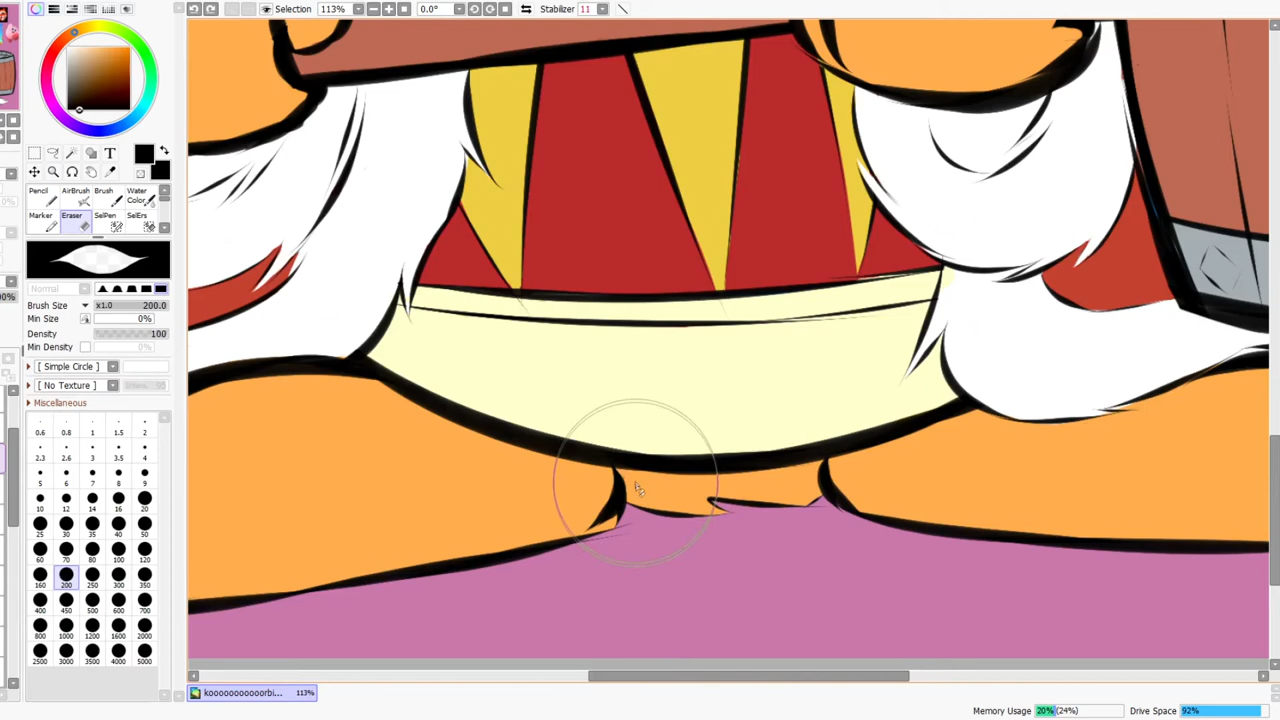 Selection 113% 0.0° Stabilizer 11
T
Pencil AirBrush Brush Water Color
Marker Eraser SelPen SelErs
Normal
Brush Size x1.0 200.0
Min Size 0%
Density 100
Min Density 0%
[ Simple Circle ]
[ No Texture ]
Miscellaneous
0.6 0.8 1 1.5 2
2.3 2.6 3 3.5 4
5 6 7 8 9
10 12 14 16 20
25 30 35 40 50
60 70 80 100 120
160 200 250 300 350
400 450 500 600 700
800 1000 1200 1600 2000
2500 3000 3500 4000 5000
kooooooooooorbi... 113%
Memory Usage 20% (24%) Drive Space 92%